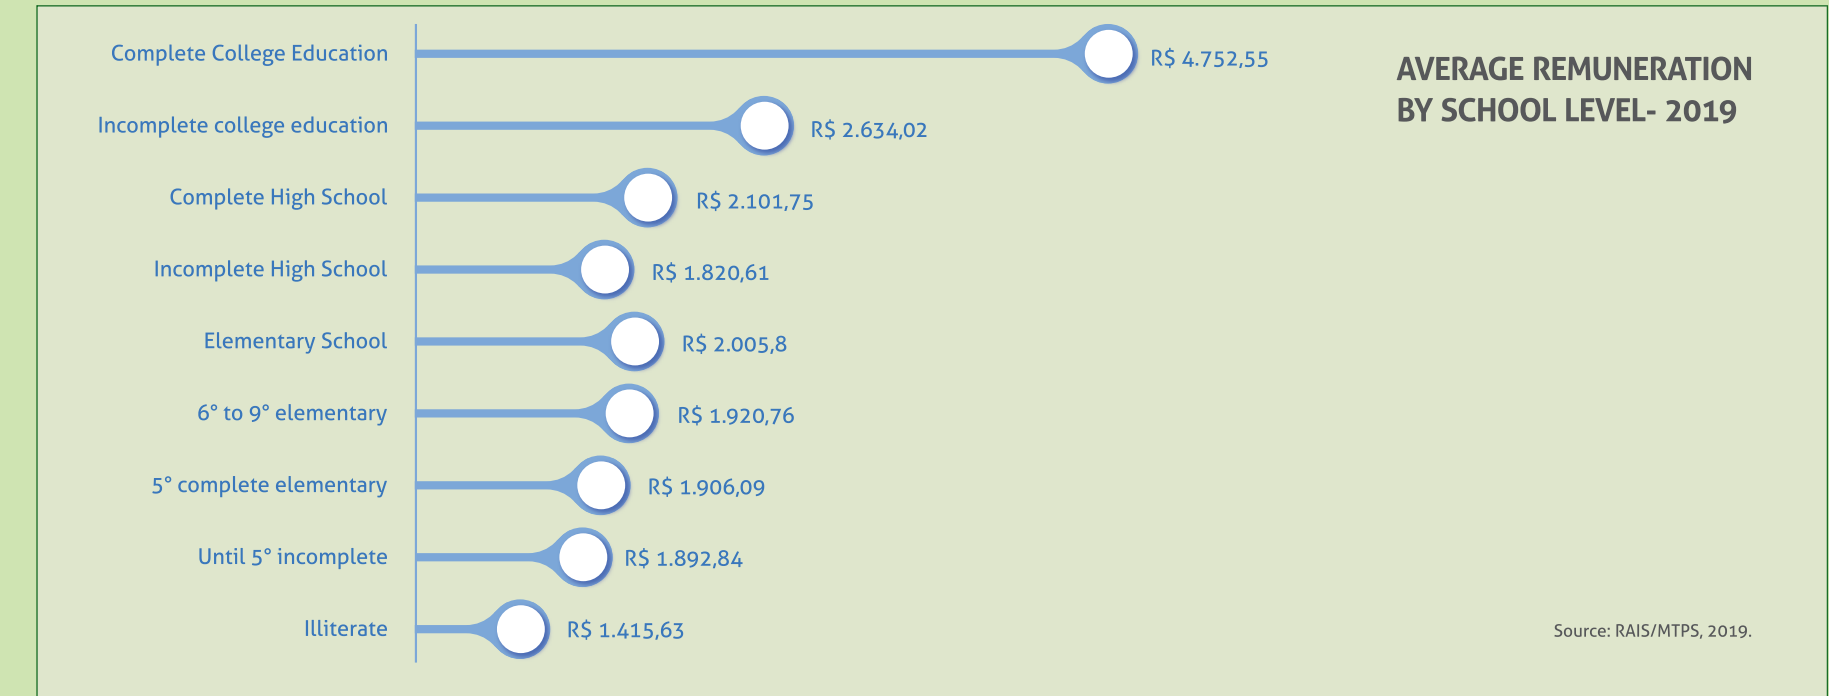 Complete College Education R$ 4.752,55
AVERAGE REMUNERATION
BY SCHOOL LEVEL- 2019
Incomplete college education R$ 2.634,02
Complete High School R$ 2.101,75
Incomplete High School R$ 1.820,61
Elementary School R$ 2.005,8
6° to 9° elementary R$ 1.920,76
5° complete elementary R$ 1.906,09
Until 5° incomplete R$ 1.892,84
Illiterate R$ 1.415,63
Source: RAIS/MTPS, 2019.